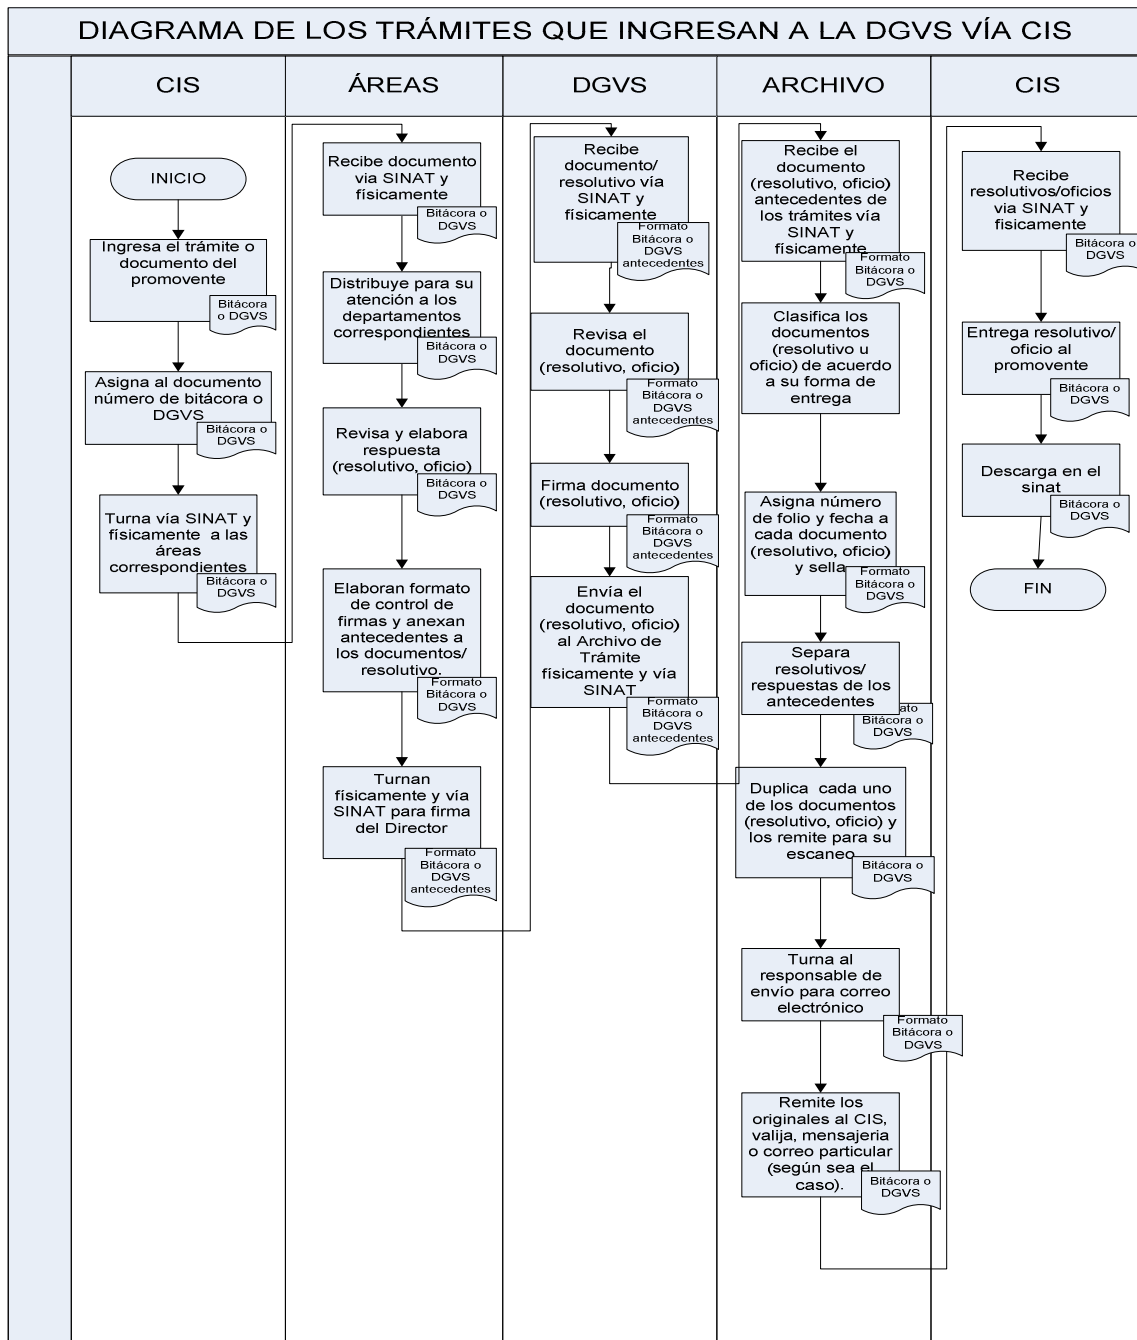 DIAGRAMA DE LOS TRÁMITES QUE INGRESAN A LA DGVS VÍA CIS
CIS
ÁREAS
DGVS
ARCHIVO
CIS
INICIO
Ingresa el trámite o
documento del
promovente
Bitácora
o DGVS
Asigna al documento
número de bitácora o
DGVS
Bitácora o
DGVS
Turna vía SINAT y
físicamente a las
áreas
correspondientes
Bitácora o
DGVS
Recibe documento
via SINAT y
físicamente
Bitácora o
DGVS
Distribuye para su
atención a los
departamentos
correspondientes
Bitácora o
DGVS
Revisa y elabora
respuesta
(resolutivo, oficio)
Bitácora o
DGVS
Elaboran formato
de control de
firmas y anexan
antecedentes a
los documentos/
resolutivo.
Formato
Bitácora o
DGVS
Turnan
físicamente y vía
SINAT para firma
del Director
Formato
Bitácora o
DGVS
antecedentes
Recibe
documento/
resolutivo vía
SINAT y
físicamente
Formato
Bitácora o
DGVS
antecedentes
Revisa el
documento
(resolutivo, oficio)
Formato
Bitácora o
DGVS
antecedentes
Firma documento
(resolutivo, oficio)
Formato
Bitácora o
DGVS
antecedentes
Envía el
documento
(resolutivo, oficio)
al Archivo de
Trámite
físicamente y vía
SINAT
Formato
Bitácora o
DGVS
antecedentes
Recibe el
documento
(resolutivo, oficio)
antecedentes de
los trámites vía
SINAT y
físicamente
Formato
Bitácora o
DGVS
Clasifica los
documentos
(resolutivo u
oficio) de acuerdo
a su forma de
entrega
Asigna número
de folio y fecha a
cada documento
(resolutivo, oficio)
y sella
Formato
Bitácora o
DGVS
Separa
resolutivos/
respuestas de los
antecedentes
Bitácora o
DGVS
Duplica cada uno
de los documentos
(resolutivo, oficio) y
los remite para su
escaneo
Bitácora o
DGVS
Turna al
responsable de
envío para correo
electrónico
Formato
Bitácora o
DGVS
Remite los
originales al CIS,
valija, mensajeria
o correo particular
(según sea el
caso).
Bitácora o
DGVS
Recibe
resolutivos/oficios
via SINAT y
fisicamente
Bitácora o
DGVS
Entrega resolutivo/
oficio al
promovente
Bitácora o
DGVS
Descarga en el
sinat
Bitácora o
DGVS
FIN